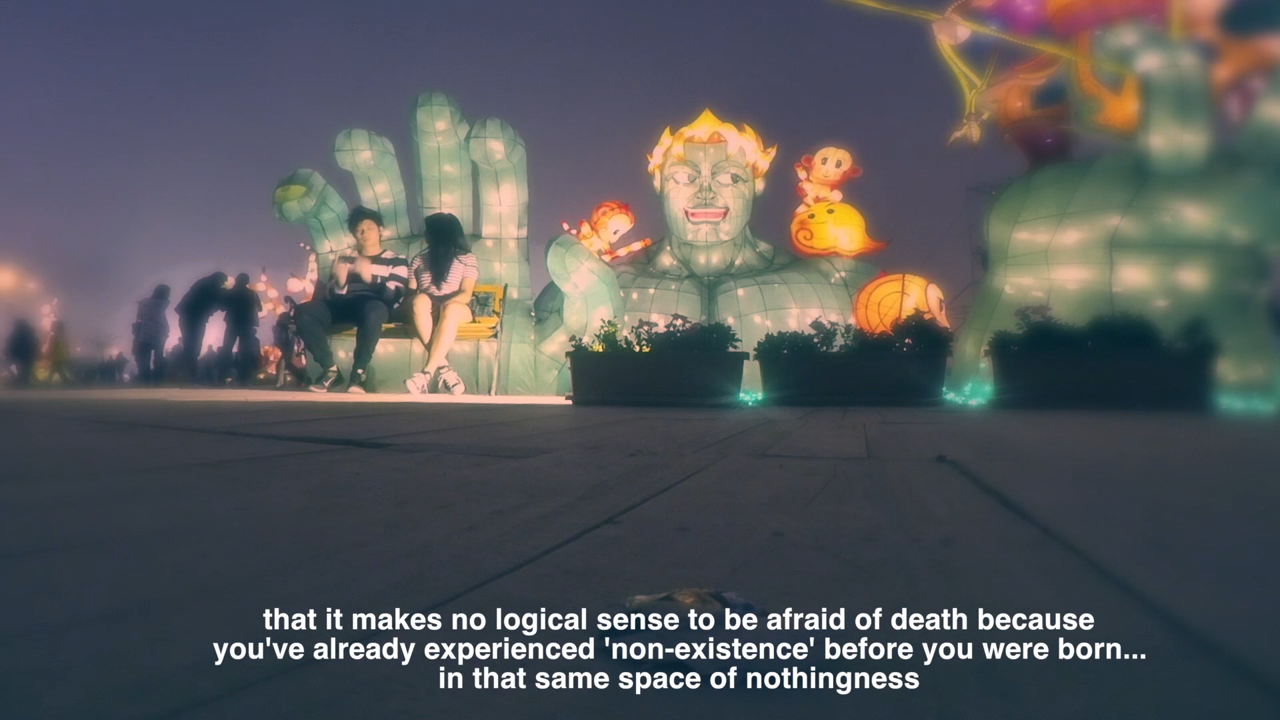 that it makes no logical sense to be afraid of death because
you've already experienced 'non-existence' before you were born...
in that same space of nothingness